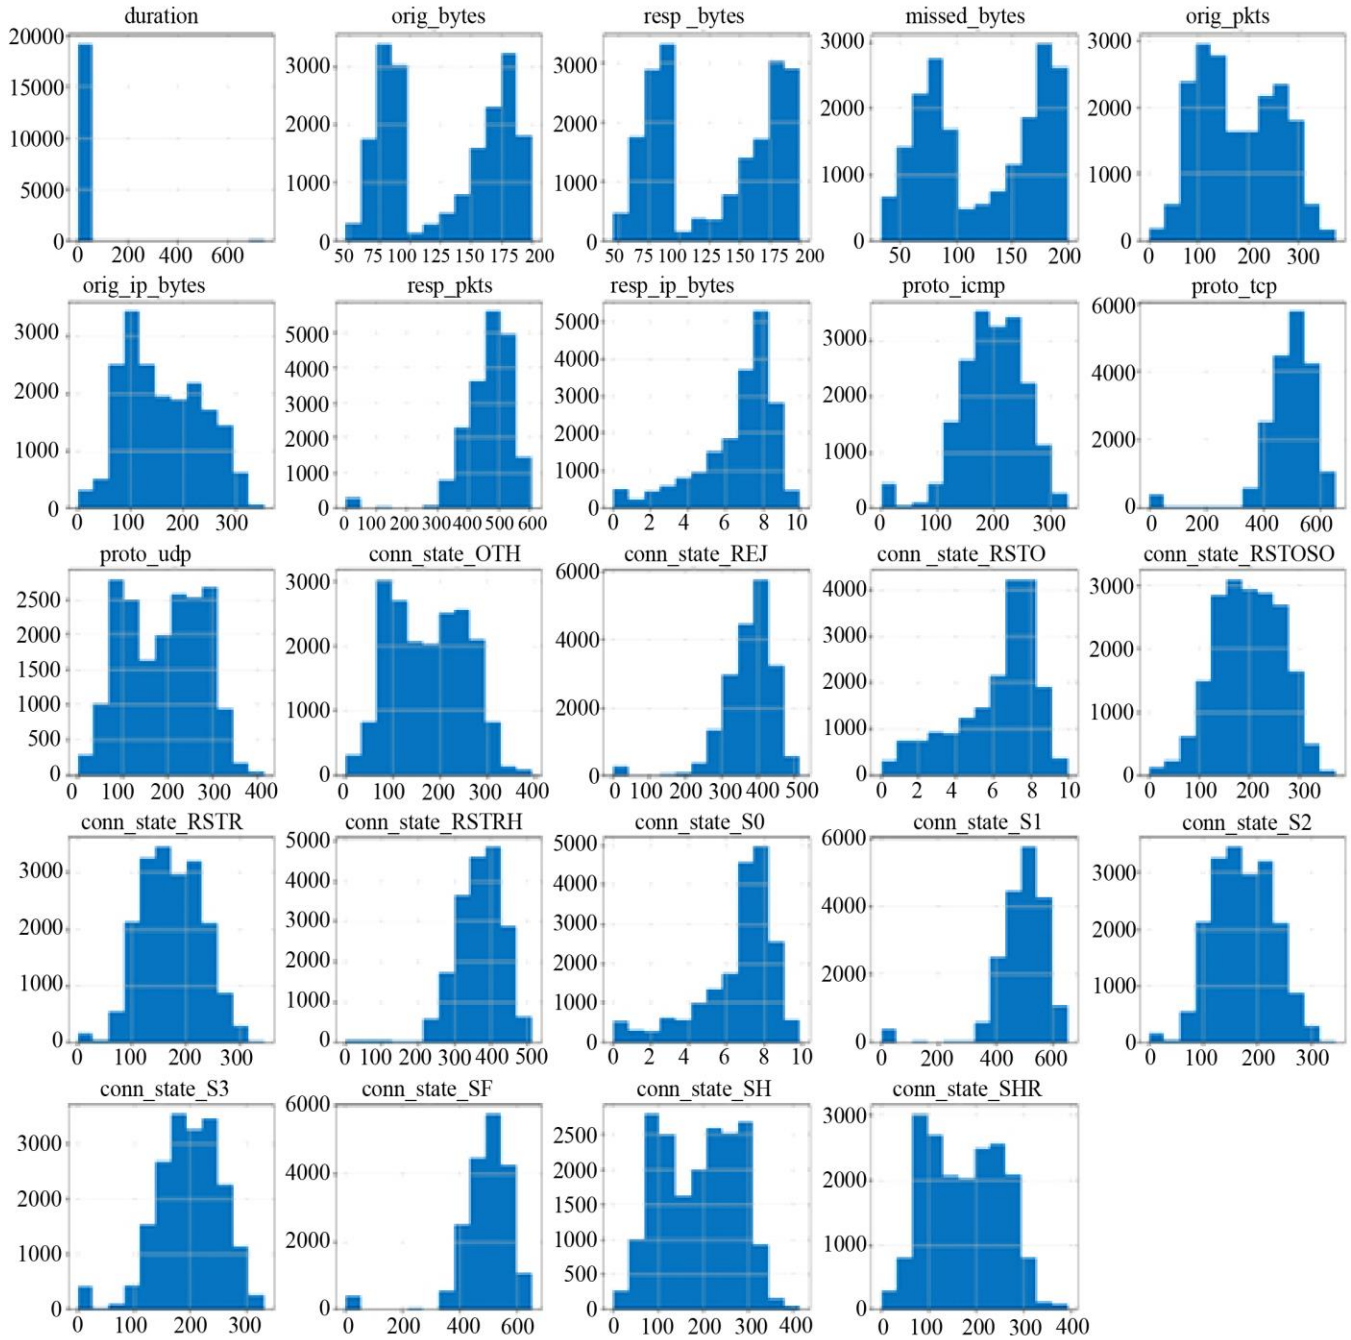 duration orig_bytes resp _bytes missed_bytes orig_pkts
20000 15000 10000 5000 0
0 200 400 600
3000 2000 1000 0
50 75 100 125 150 175 200
3000 2000 1000 0
50 75 100 125 150 175 200
3000 2000 1000 0
50 100 150 200
3000 2000 1000 0
0 100 200 300
orig_ip_bytes resp_pkts resp_ip_bytes proto_icmp proto_tcp
3000 2000 1000 0
0 100 200 300
5000 4000 3000 2000 1000 0
0 100 200 300 400 500 600
5000 4000 3000 2000 1000 0
0 2 4 6 8 10
3000 2000 1000 0
0 100 200 300
6000 4000 2000 0
0 200 400 600
proto_udp conn_state_OTH conn_state_REJ conn _state_RSTO conn_state_RSTOSO
2500 2000 1500 1000 500 0
0 100 200 300 400
3000 2000 1000 0
0 100 200 300 400
6000 4000 2000 0
0 100 200 300 400 500
4000 3000 2000 1000 0
0 2 4 6 8 10
3000 2000 1000 0
0 100 200 300
conn_state_RSTR conn_state_RSTRH conn_state_S0 conn_state_S1 conn_state_S2
3000 2000 1000 0
0 100 200 300
5000 4000 3000 2000 1000 0
0 100 200 300 400 500
5000 4000 3000 2000 1000 0
0 2 4 6 8 10
6000 4000 2000 0
0 200 400 600
3000 2000 1000 0
0 100 200 300
conn_state_S3 conn_state_SF conn_state_SH conn_state_SHR
3000 2000 1000 0
0 100 200 300
6000 4000 2000 0
0 200 400 600
2500 2000 1500 1000 500 0
0 100 200 300 400
3000 2000 1000 0
0 100 200 300 400